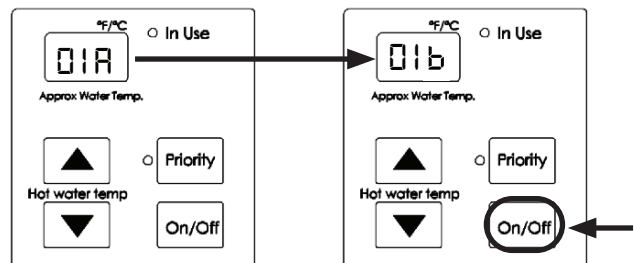 °F/°C
In Use
01A
Approx Water Temp.
Priority
Hot water temp
On/Off
°F/°C
In Use
01b
Approx Water Temp.
Priority
Hot water temp
On/Off